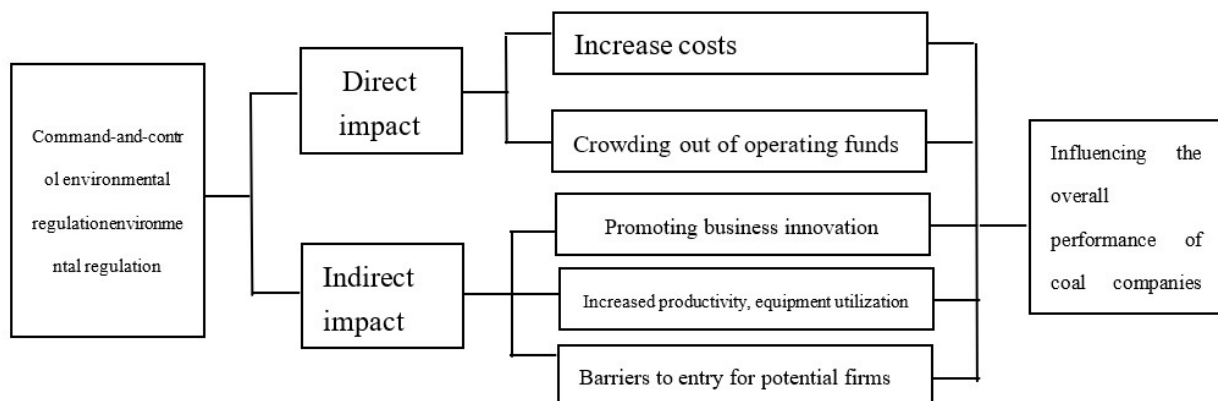 Command-and-contr
ol environmental
regulationenvironme
ntal regulation
Direct
impact
Indirect
impact
Increase costs
Crowding out of operating funds
Promoting business innovation
Increased productivity, equipment utilization
Barriers to entry for potential firms
Influencing the
overall
performance of
coal companies